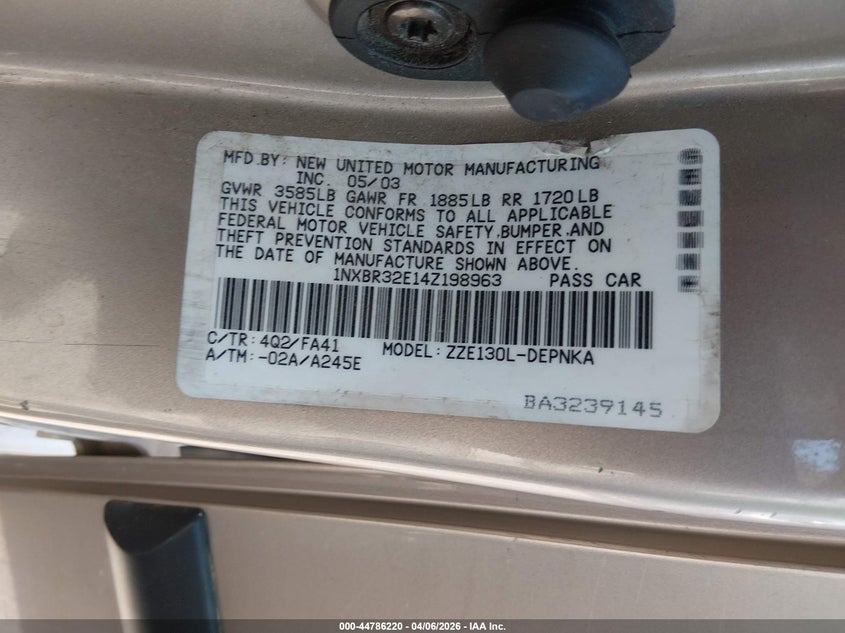 MFD.BY: NEW UNITED MOTOR MANUFACTURING
INC. 05/03
GVWR 3585LB GAWR FR 1885LB RR 1720LB
THIS VEHICLE CONFORMS TO ALL APPLICABLE
FEDERAL MOTOR VEHICLE SAFETY,BUMPER,AND
THEFT PREVENTION STANDARDS IN EFFECT ON
THE DATE OF MANUFACTURE SHOWN ABOVE.
1NXBR32E14Z198963 PASS CAR
C/TR: 4Q2/FA41 MODEL: ZZE130L-DEPNKA
A/TM: -02A/A245E
BA3239145
000-44786220 - 04/06/2026 - IAA Inc.